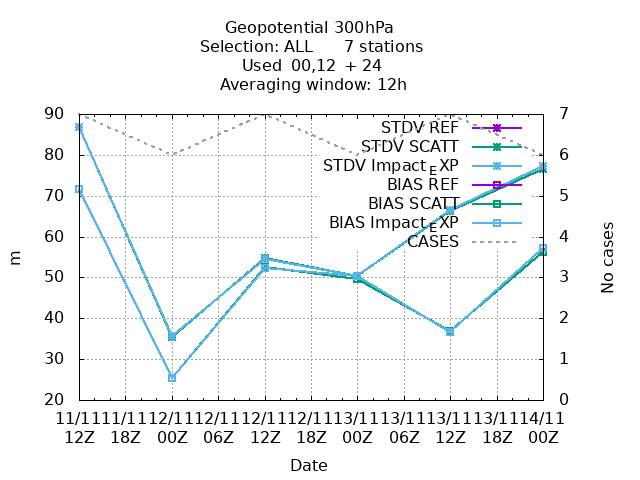 Geopotential 300hPa
Selection: ALL 7 stations
Used 00,12 + 24
Averaging window: 12h
90
80
70
60
50
40
30
20
m
7
6
5
4
3
2
1
0
No cases
STDV REF
STDV SCATT
STDV Impact_EXP
BIAS REF
BIAS SCATT
BIAS Impact_EXP
CASES
11/11 11/11 12/11 12/11 12/11 12/11 13/11 13/11 13/11 13/11 14/11
12Z 18Z 00Z 06Z 12Z 18Z 00Z 06Z 12Z 18Z 00Z
Date